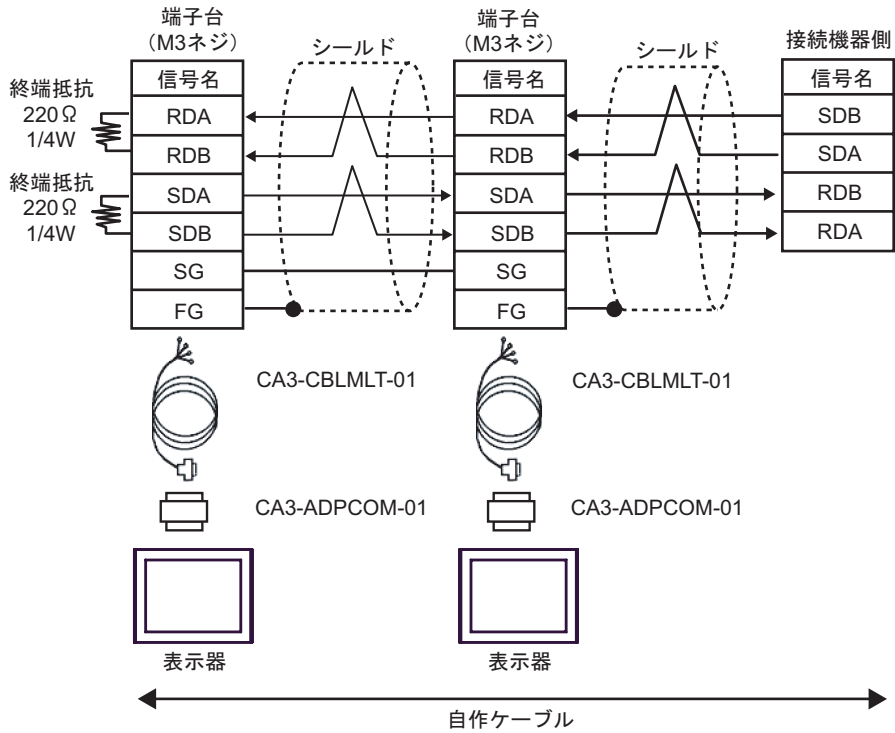 端子台
（M3ネジ）
シールド
端子台
（M3ネジ）
シールド
接続機器側
終端抵抗
220Ω
1/4W
終端抵抗
220Ω
1/4W
信号名
RDA
RDB
SDA
SDB
SG
FG
信号名
RDA
RDB
SDA
SDB
SG
FG
信号名
SDB
SDA
RDB
RDA
CA3-CBLMLT-01
CA3-CBLMLT-01
CA3-ADPCOM-01
CA3-ADPCOM-01
表示器
表示器
自作ケーブル